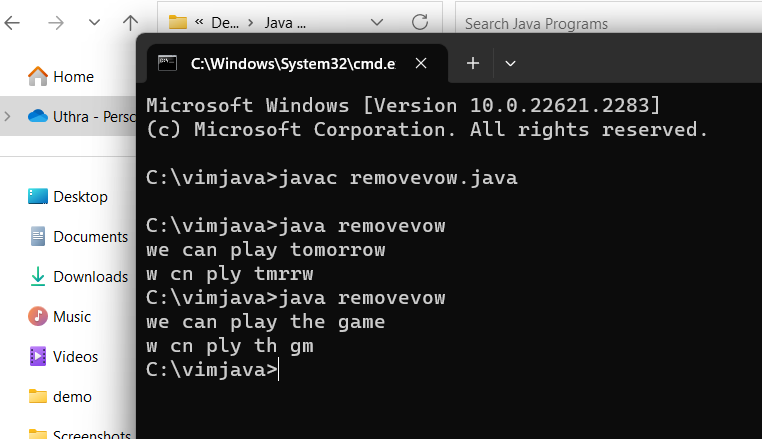 « De... > Java ...
Search Java Programs
C:\Windows\System32\cmd.e
Home
Uthra - Perso
Desktop
Documents
Downloads
Music
Videos
demo
Screenshots
Microsoft Windows [Version 10.0.22621.2283]
(c) Microsoft Corporation. All rights reserved.
C:\vimjava>javac removevow.java
C:\vimjava>java removevow
we can play tomorrow
w cn ply tmrrw
C:\vimjava>java removevow
we can play the game
w cn ply th gm
C:\vimjava>